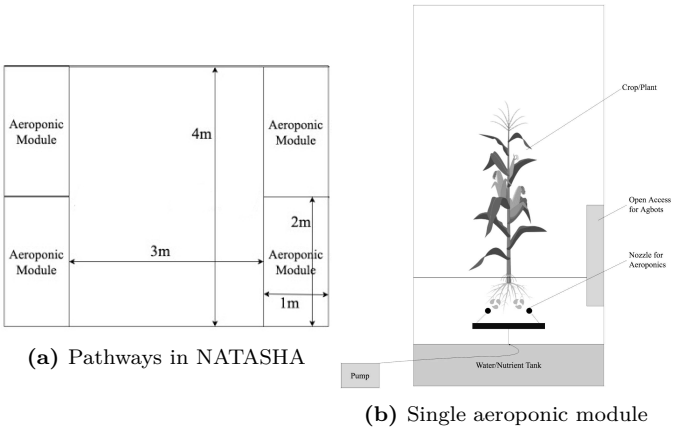 Aeroponic
Module
Aeroponic
Module
4m
Aeroponic
Module
Aeroponic
Module
2m
3m
1m
(a) Pathways in NATASHA
Crop/Plant
Open Access
for Agbots
Nozzle for
Aeroponics
Water/Nutrient Tank
Pump
(b) Single aeroponic module